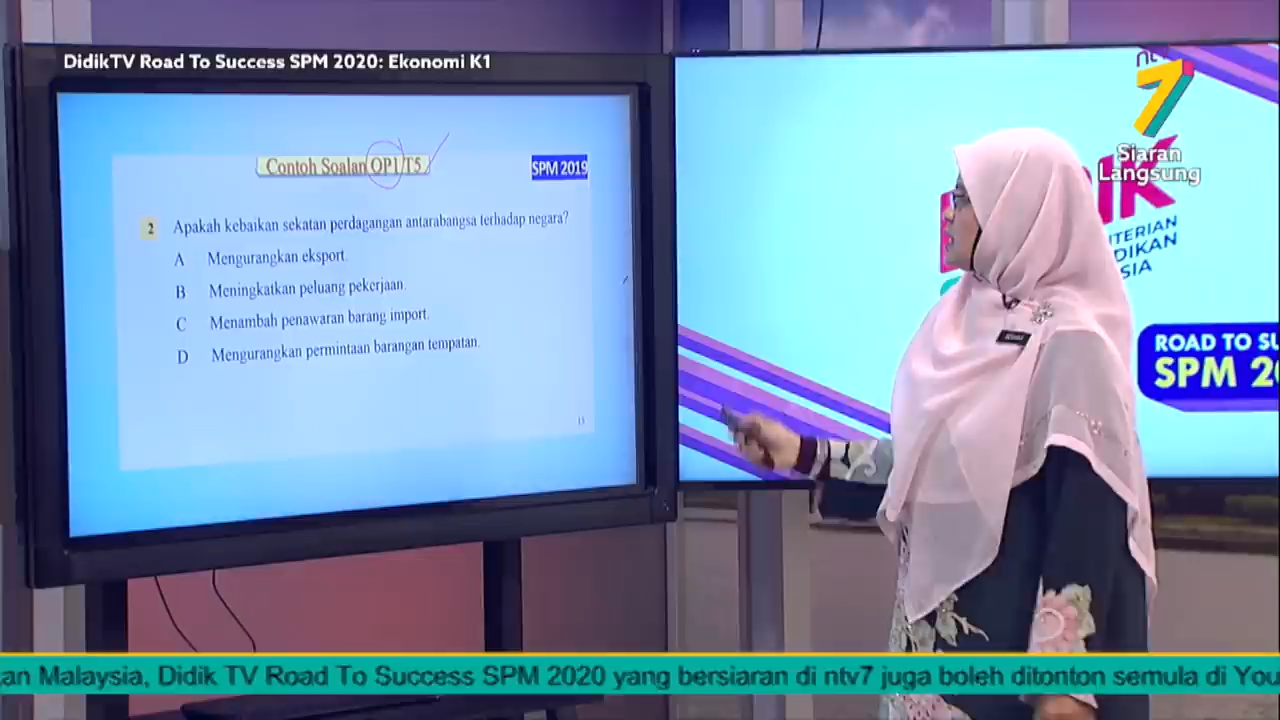 DidikTV Road To Success SPM 2020: Ekonomi K1
Contoh Soalan OP1/T5
SPM 2019
2 Apakah kebaikan sekatan perdagangan antarabangsa terhadap negara?
A Mengurangkan eksport.
B Meningkatkan peluang pekerjaan.
C Menambah penawaran barang import.
D Mengurangkan permintaan barangan tempatan.
7
Siaran
Langsung
ROAD TO SU
SPM 20
an Malaysia, Didik TV Road To Success SPM 2020 yang bersiaran di ntv7 juga boleh ditonton semula di You